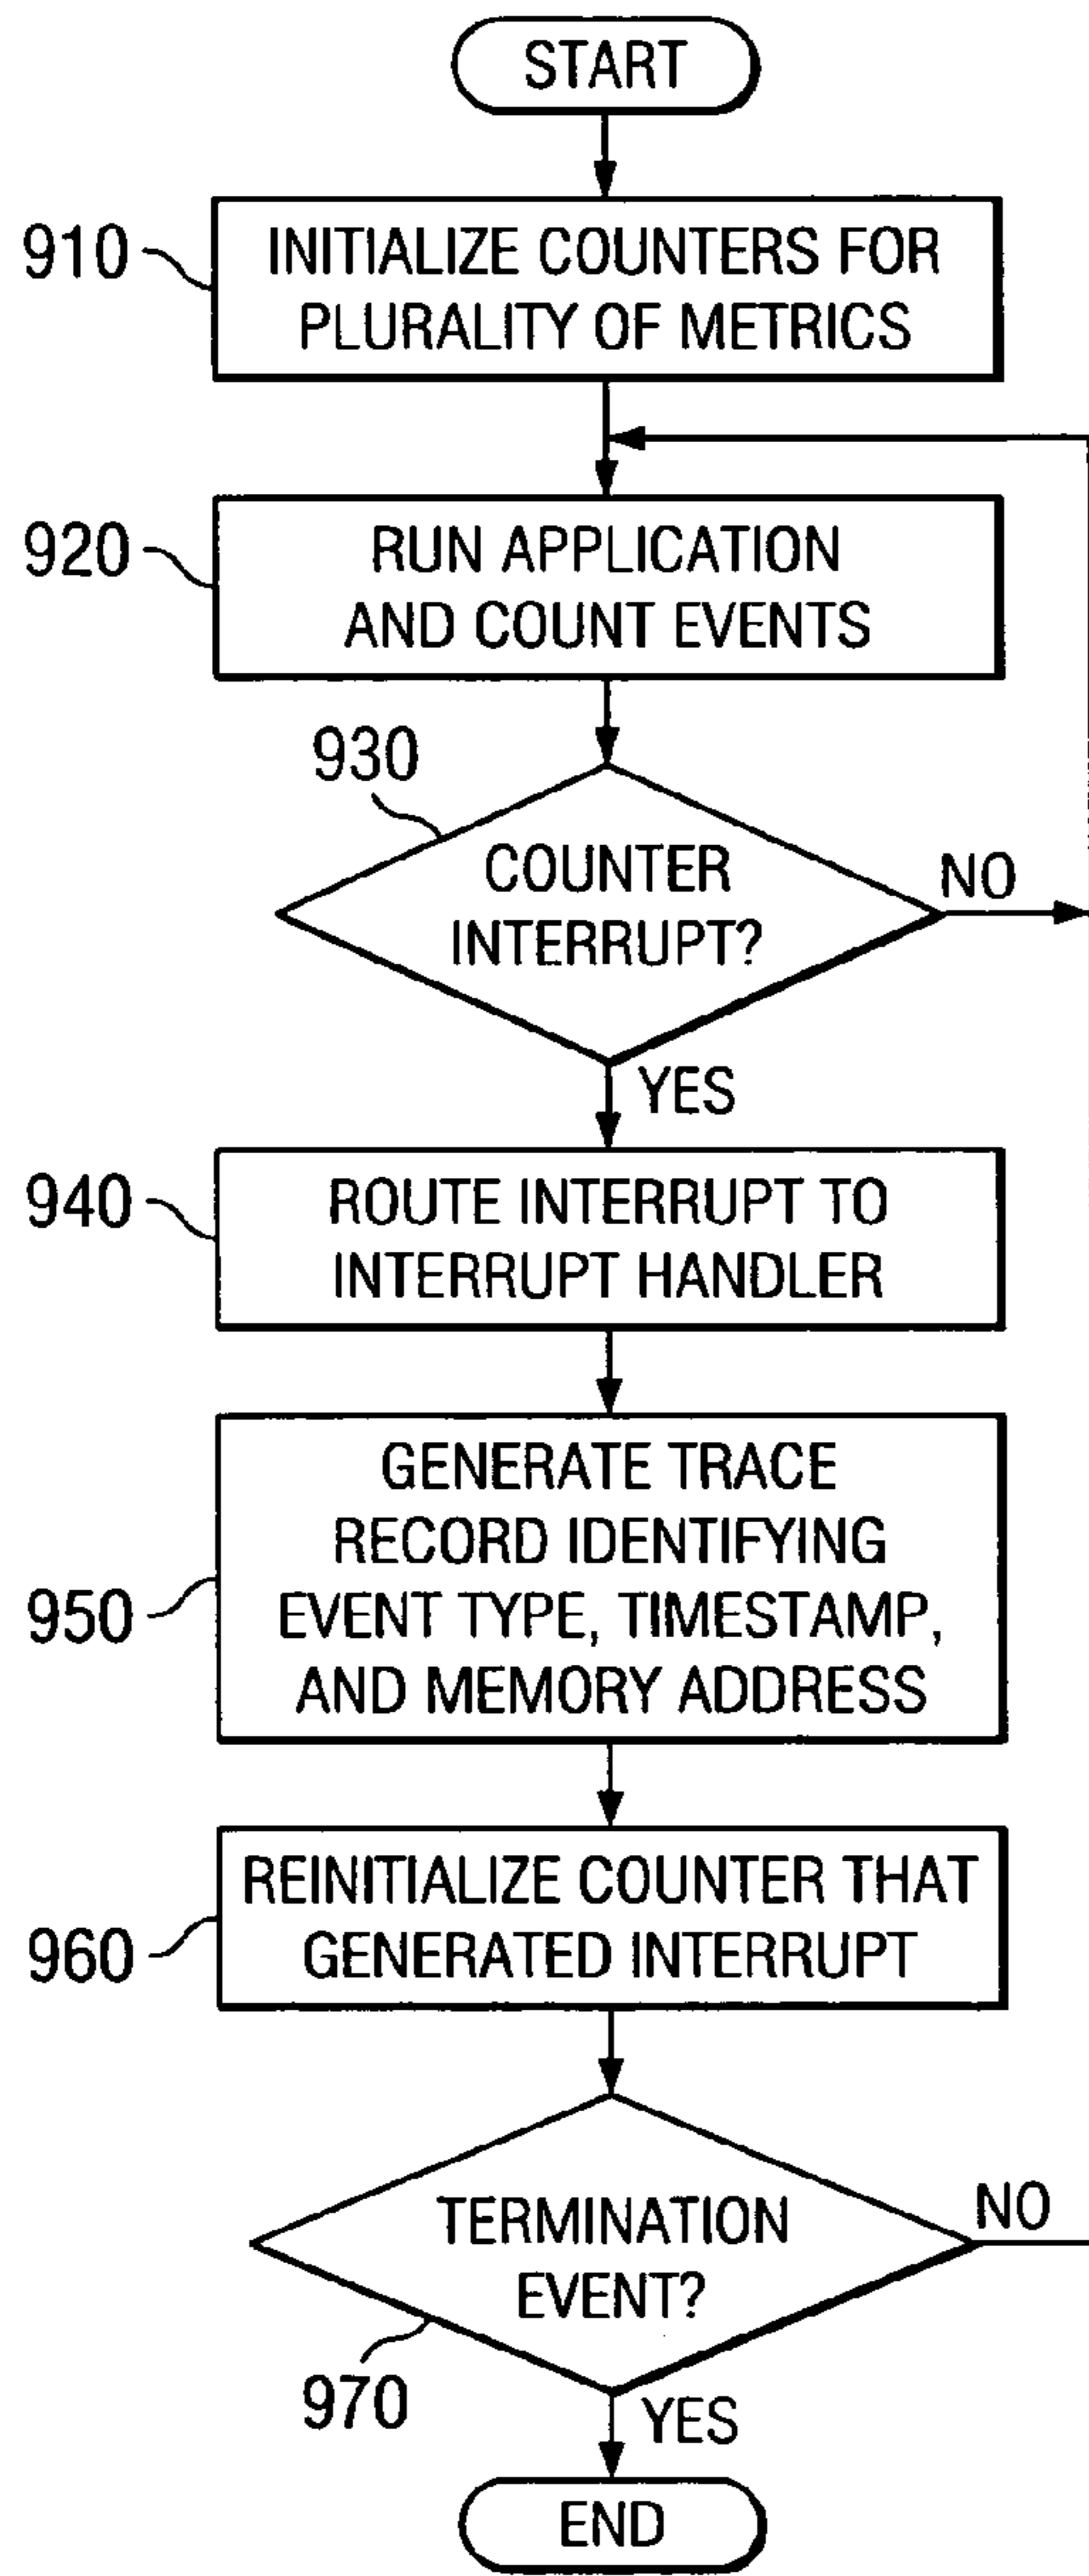 START
910
INITIALIZE COUNTERS FOR
PLURALITY OF METRICS
920
RUN APPLICATION
AND COUNT EVENTS
930
COUNTER
INTERRUPT?
NO
YES
940
ROUTE INTERRUPT TO
INTERRUPT HANDLER
950
GENERATE TRACE
RECORD IDENTIFYING
EVENT TYPE, TIMESTAMP,
AND MEMORY ADDRESS
960
REINITIALIZE COUNTER THAT
GENERATED INTERRUPT
TERMINATION
EVENT?
NO
970
YES
END